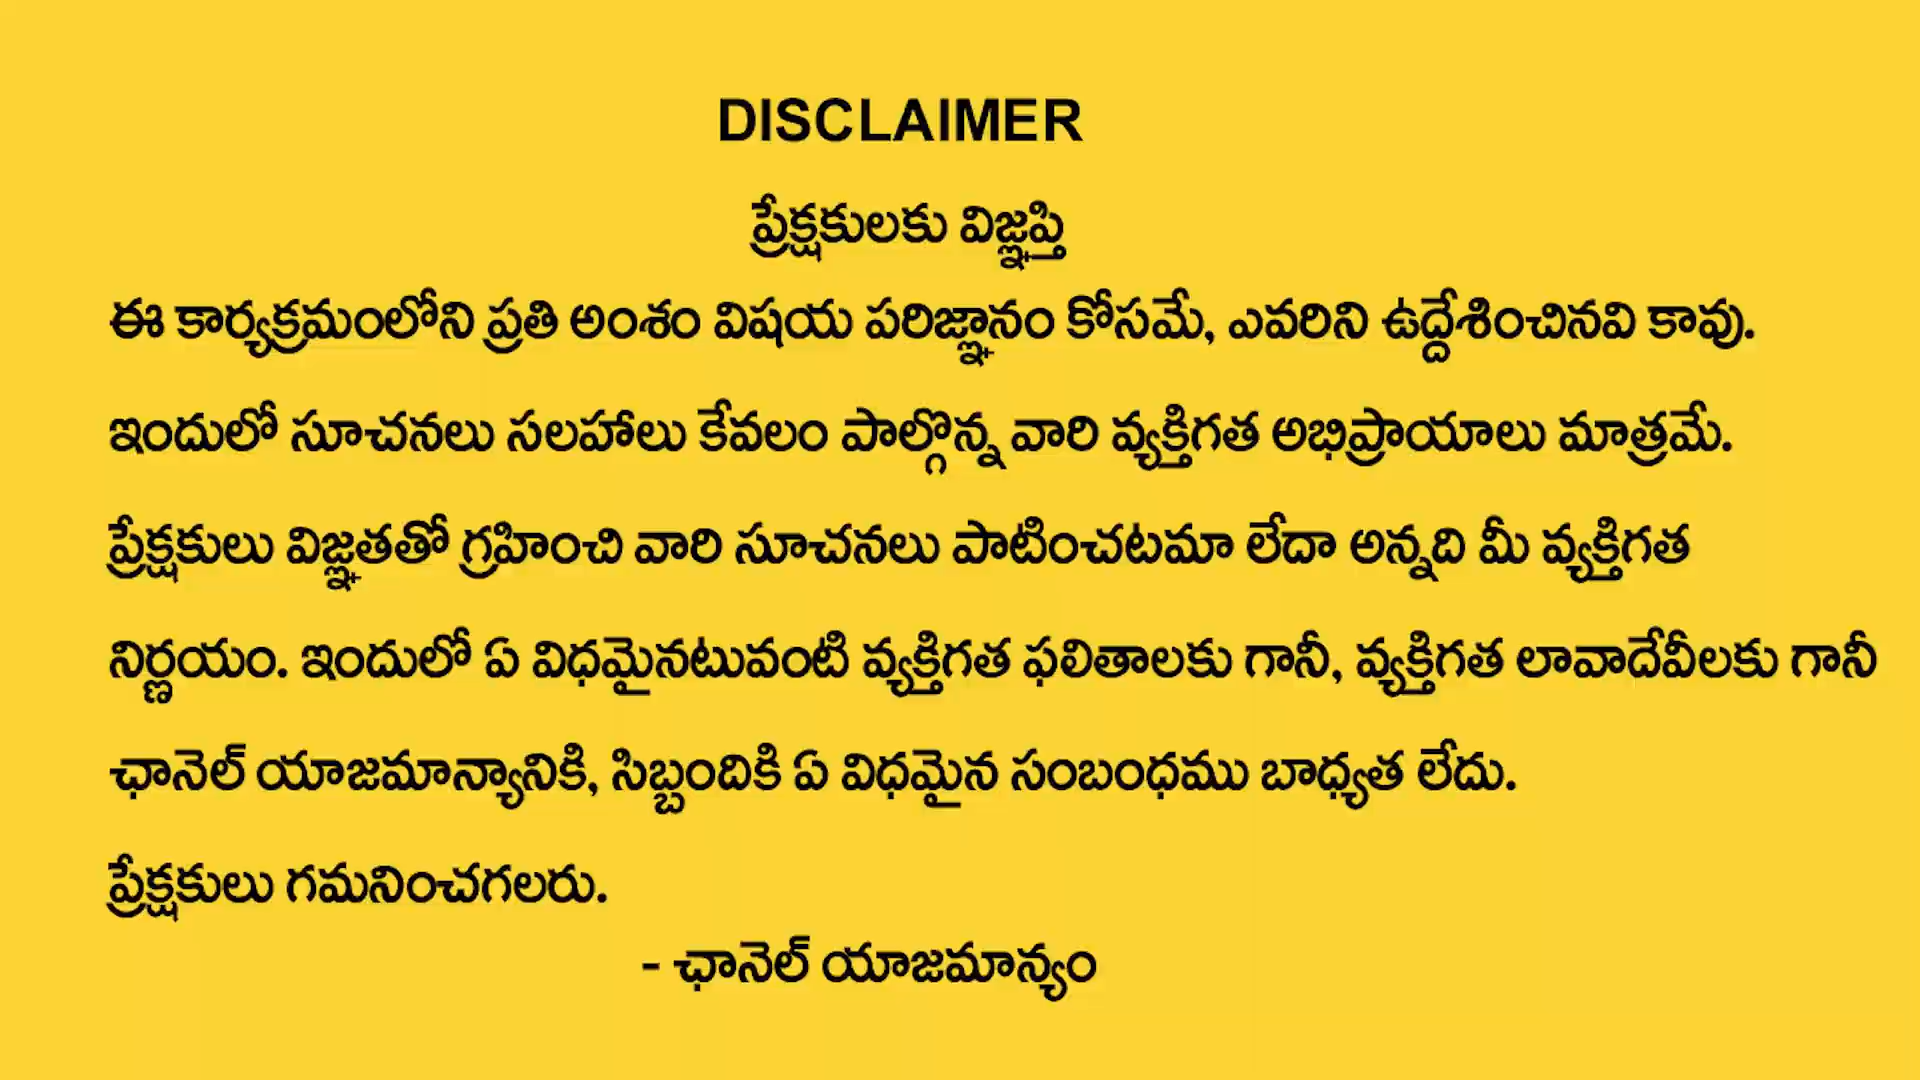 DISCLAIMER
ప్రేక్షకులకు విజ్ఞప్తి
ఈ కార్యక్రమంలోని ప్రతి అంశం విషయ పరిజ్ఞానం కోసమే, ఎవరిని ఉద్దేశించినవి కావు.
ఇందులో సూచనలు సలహాలు కేవలం పాల్గొన్న వారి వ్యక్తిగత అభిప్రాయాలు మాత్రమే.
ప్రేక్షకులు విజ్ఞతతో గ్రహించి వారి సూచనలు పాటించటమా లేదా అన్నది మీ వ్యక్తిగత
నిర్ణయం. ఇందులో ఏ విధమైనటువంటి వ్యక్తిగత ఫలితాలకు గానీ, వ్యక్తిగత లావాదేవీలకు గానీ
ఛానెల్ యాజమాన్యానికి, సిబ్బందికి ఏ విధమైన సంబంధము బాధ్యత లేదు.
ప్రేక్షకులు గమనించగలరు.
- ఛానెల్ యాజమాన్యం